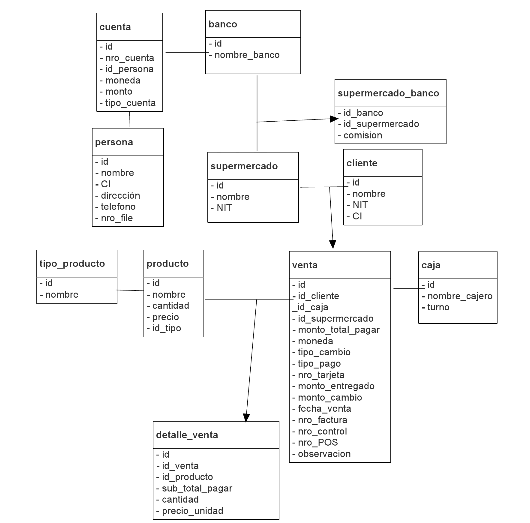 cuenta
- id
- nro_cuenta
- id_persona
- moneda
- monto
- tipo_cuenta
banco
- id
- nombre_banco
supermercado_banco
- id_banco
- id_supermercado
- comision
persona
- id
- nombre
- CI
- dirección
- telefono
- nro_file
supermercado
- id
- nombre
- NIT
cliente
- id
- nombre
- NIT
- CI
tipo_producto
- id
- nombre
producto
- id
- nombre
- cantidad
- precio
- id_tipo
venta
- id
- id_cliente
_id_caja
- id_supermercado
- monto_total_pagar
- moneda
- tipo_cambio
- tipo_pago
- nro_tarjeta
- monto_entregado
- monto_cambio
- fecha_venta
- nro_factura
- nro_control
- nro_POS
- observacion
caja
- id
- nombre_cajero
- turno
detalle_venta
- id
- id_venta
- id_producto
- sub_total_pagar
- cantidad
- precio_unidad